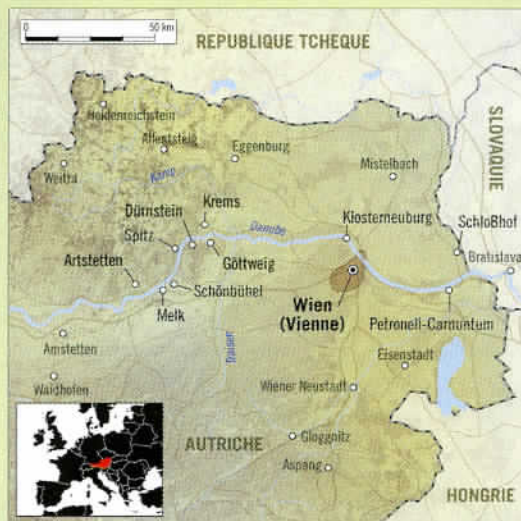 0 50 km
REPUBLIQUE TCHEQUE
SLOVAQUIE
Heidenreichstein
Allentsteig
Eggenburg
Weitra
Kamp
Mistelbach
Krems
Dürnstein
Danube
Klosterneuburg
Spitz
Schloßhof
Göttweig
Bratislava
Artstetten
Schönbühel
Melk
Wien
(Vienne)
Petronell-Carnuntum
Traisen
Amstetten
Eisenstadt
Waidhofen
Wiener Neustadt
AUTRICHE
Gloggnitz
Aspang
HONGRIE